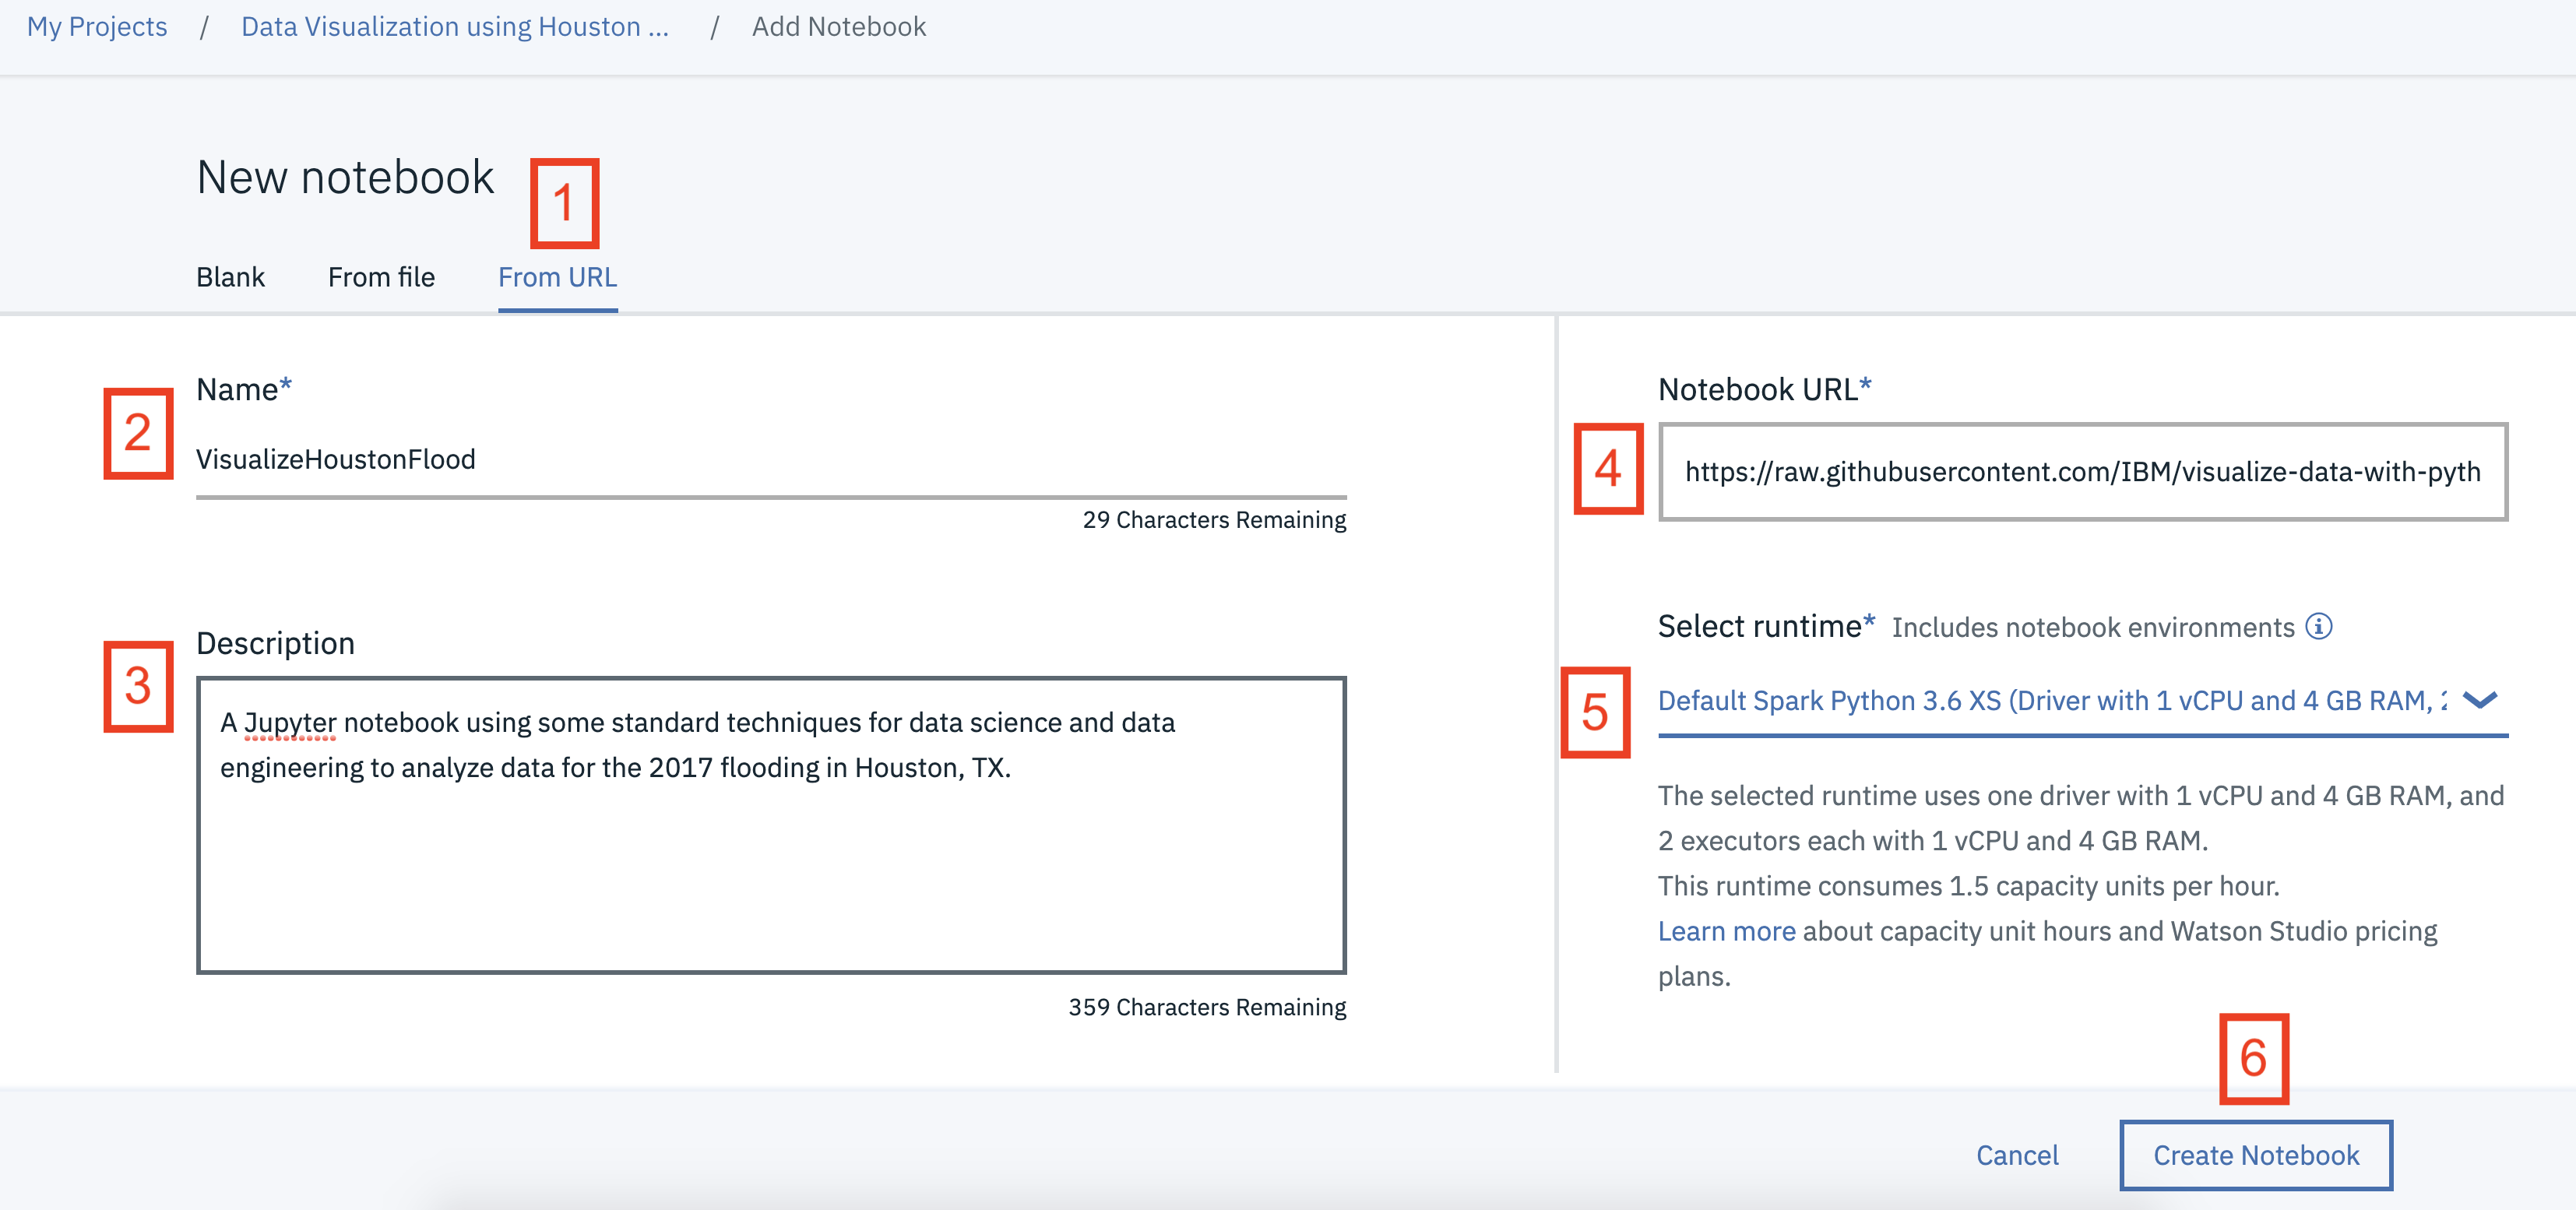 My Projects / Data Visualization using Houston ... / Add Notebook
New notebook
1
Blank From file From URL
Name*
2
VisualizeHoustonFlood
29 Characters Remaining
Description
3
A Jupyter notebook using some standard techniques for data science and data
engineering to analyze data for the 2017 flooding in Houston, TX.
359 Characters Remaining
Notebook URL*
4
https://raw.githubusercontent.com/IBM/visualize-data-with-pyth
Select runtime* Includes notebook environments
5
Default Spark Python 3.6 XS (Driver with 1 vCPU and 4 GB RAM,
The selected runtime uses one driver with 1 vCPU and 4 GB RAM, and
2 executors each with 1 vCPU and 4 GB RAM.
This runtime consumes 1.5 capacity units per hour.
Learn more about capacity unit hours and Watson Studio pricing
plans.
6
Cancel Create Notebook